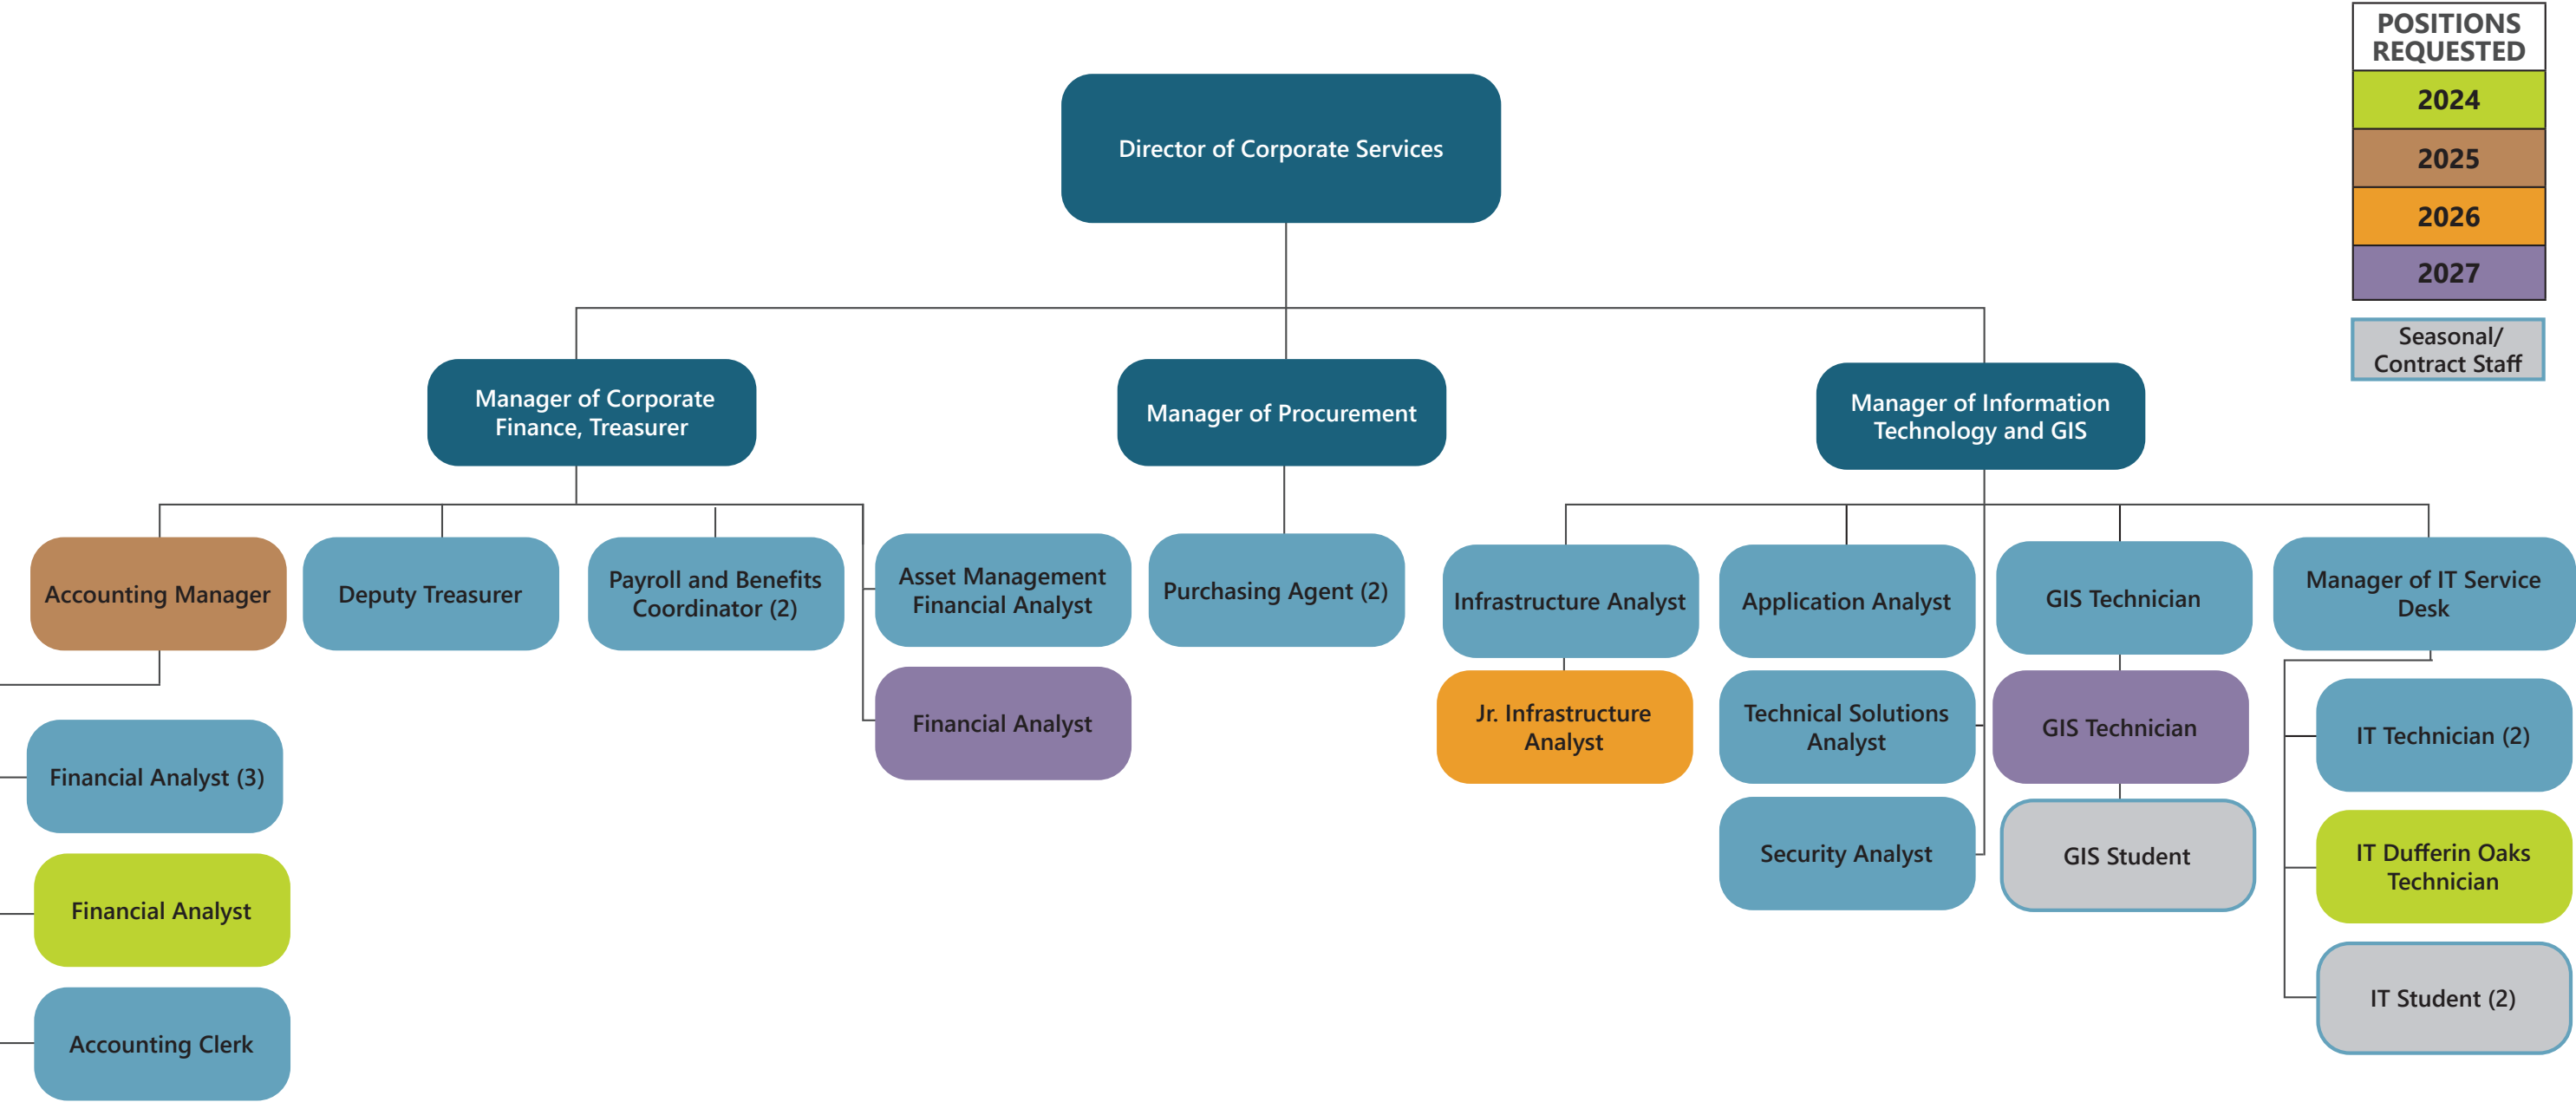 POSITIONS
REQUESTED
2024
2025
2026
2027
Seasonal/
Contract Staff
Director of Corporate Services
Manager of Corporate
Finance, Treasurer
Manager of Procurement
Manager of Information
Technology and GIS
Accounting Manager
Deputy Treasurer
Payroll and Benefits
Coordinator (2)
Asset Management
Financial Analyst
Purchasing Agent (2)
Infrastructure Analyst
Application Analyst
GIS Technician
Manager of IT Service
Desk
Financial Analyst (3)
Financial Analyst
Jr. Infrastructure
Analyst
Technical Solutions
Analyst
GIS Technician
IT Technician (2)
Financial Analyst
Security Analyst
GIS Student
IT Dufferin Oaks
Technician
Accounting Clerk
IT Student (2)